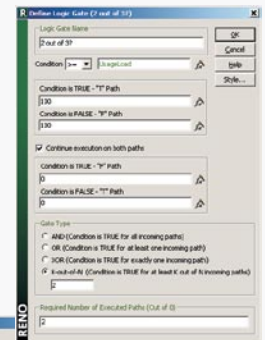 R Define Logic Gate (2 out of 3?)
Logic Gate Name
2 out of 3?
OK
Cancel
Help
Style...
Condition >= UsageLoad
Condition is TRUE - "T" Path
130
Condition is FALSE - "F" Path
130
Continue execution on both paths
Condition is TRUE - "F" Path
0
Condition is FALSE - "T" Path
0
Gate Type
AND (Condition is TRUE for all incoming paths)
OR (Condition is TRUE for at least one incoming path)
XOR (Condition is TRUE for exactly one incoming path)
K-out-of-N (Condition is TRUE for at least K out of N incoming paths)
2
Required Number of Executed Paths (Out of 0)
2
RENO